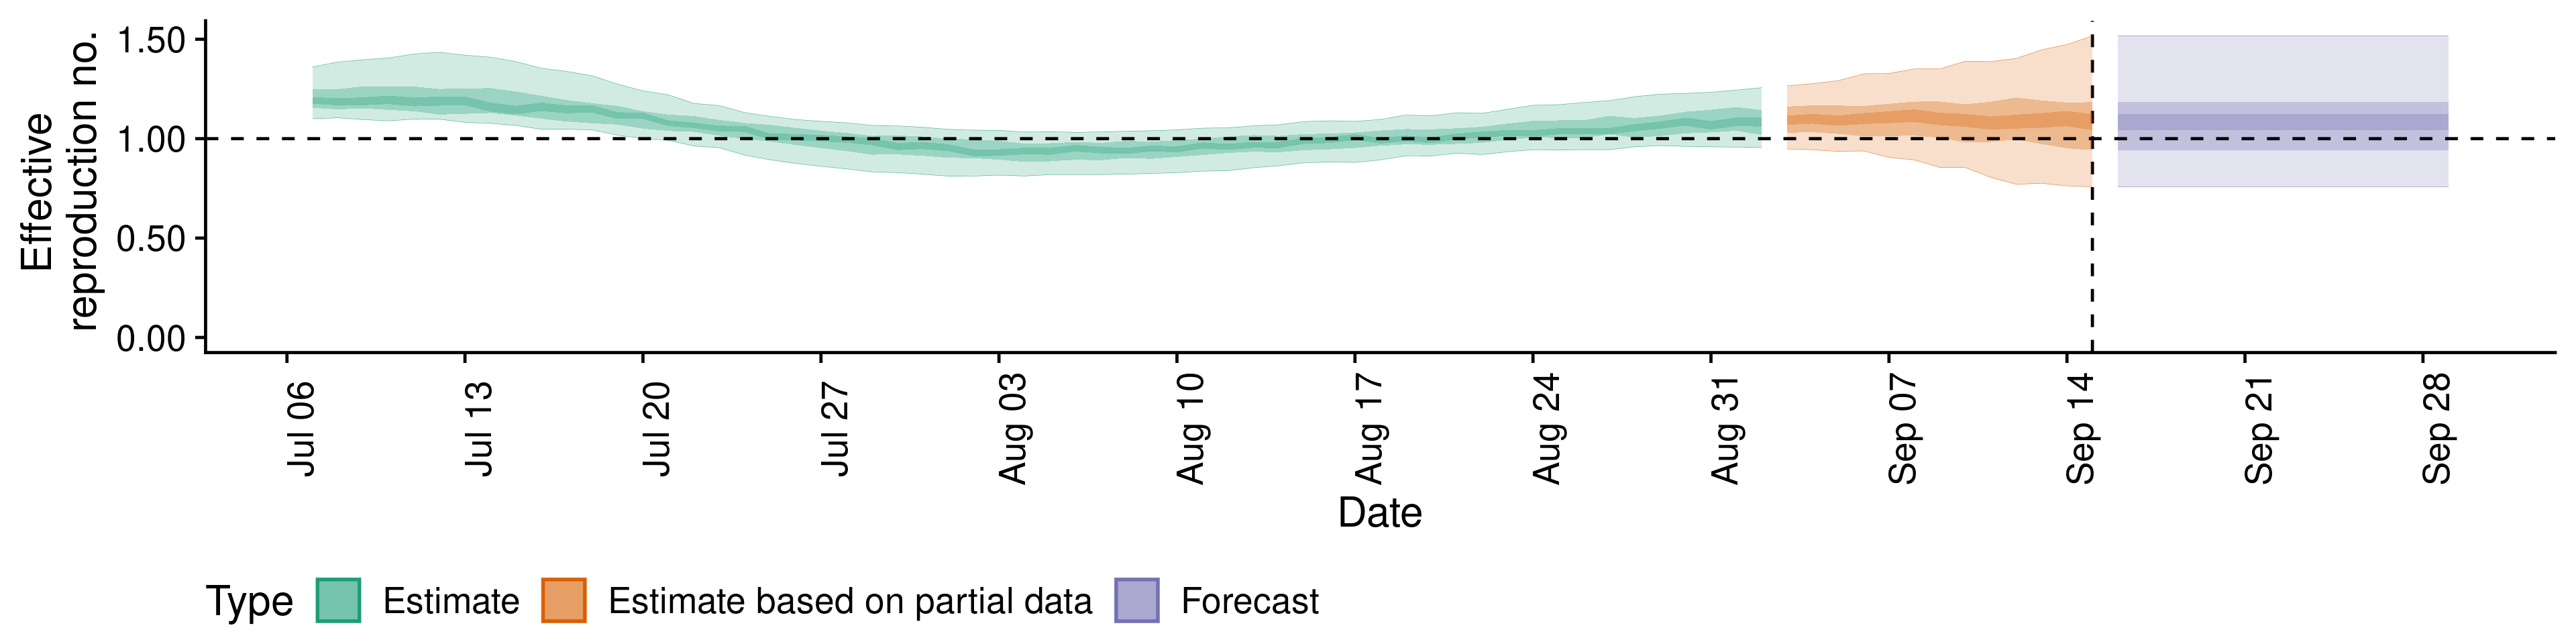 Effective
reproduction no.
1.50
1.00
0.50
0.00
Jul 06
Jul 13
Jul 20
Jul 27
Aug 03
Aug 10
Aug 17
Aug 24
Aug 31
Sep 07
Sep 14
Sep 21
Sep 28
Date
Type
Estimate
Estimate based on partial data
Forecast